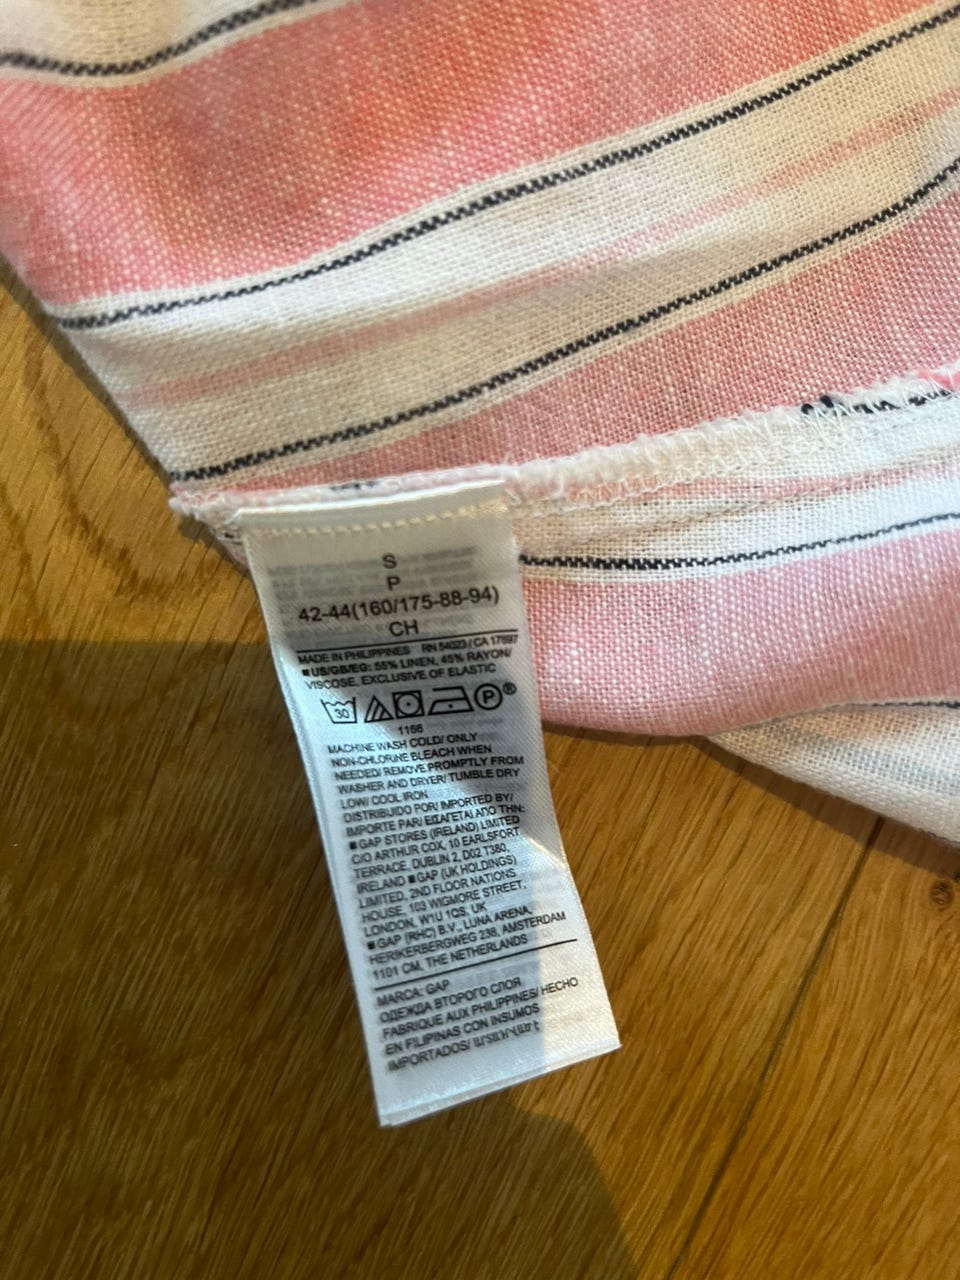 S
P
42-44(160/175-88-94)
CH
MADE IN PHILIPPINES RN 54023 / CA 17897
■US/GB/EG: 55% LINEN, 45% RAYON/
VISCOSE, EXCLUSIVE OF ELASTIC
30 P®
1166
MACHINE WASH COLD/ ONLY
NON-CHLORINE BLEACH WHEN
NEEDED/ REMOVE PROMPTLY FROM
WASHER AND DRYER/ TUMBLE DRY
LOW/ COOL IRON
DISTRIBUIDO POR/ IMPORTED BY/
IMPORTE PAR/ ΕΙΣΑΓΕΤΑΙ ΑΠΟ ΤΗΝ:
■GAP STORES (IRELAND) LIMITED
C/O ARTHUR COX, 10 EARLSFORT
TERRACE, DUBLIN 2, D02 T380,
IRELAND ■GAP (UK HOLDINGS)
LIMITED, 2ND FLOOR NATIONS
HOUSE, 103 WIGMORE STREET,
LONDON, W1U 1QS, UK
■GAP (RHC) B.V., LUNA ARENA,
HERIKERBERGWEG 238, AMSTERDAM
1101 CM, THE NETHERLANDS
MARCA: GAP
ОДЕЖДА ВТОРОГО СЛОЯ
FABRIQUE AUX PHILIPPINES/ HECHO
EN FILIPINAS CON INSUMOS
IMPORTADOS/